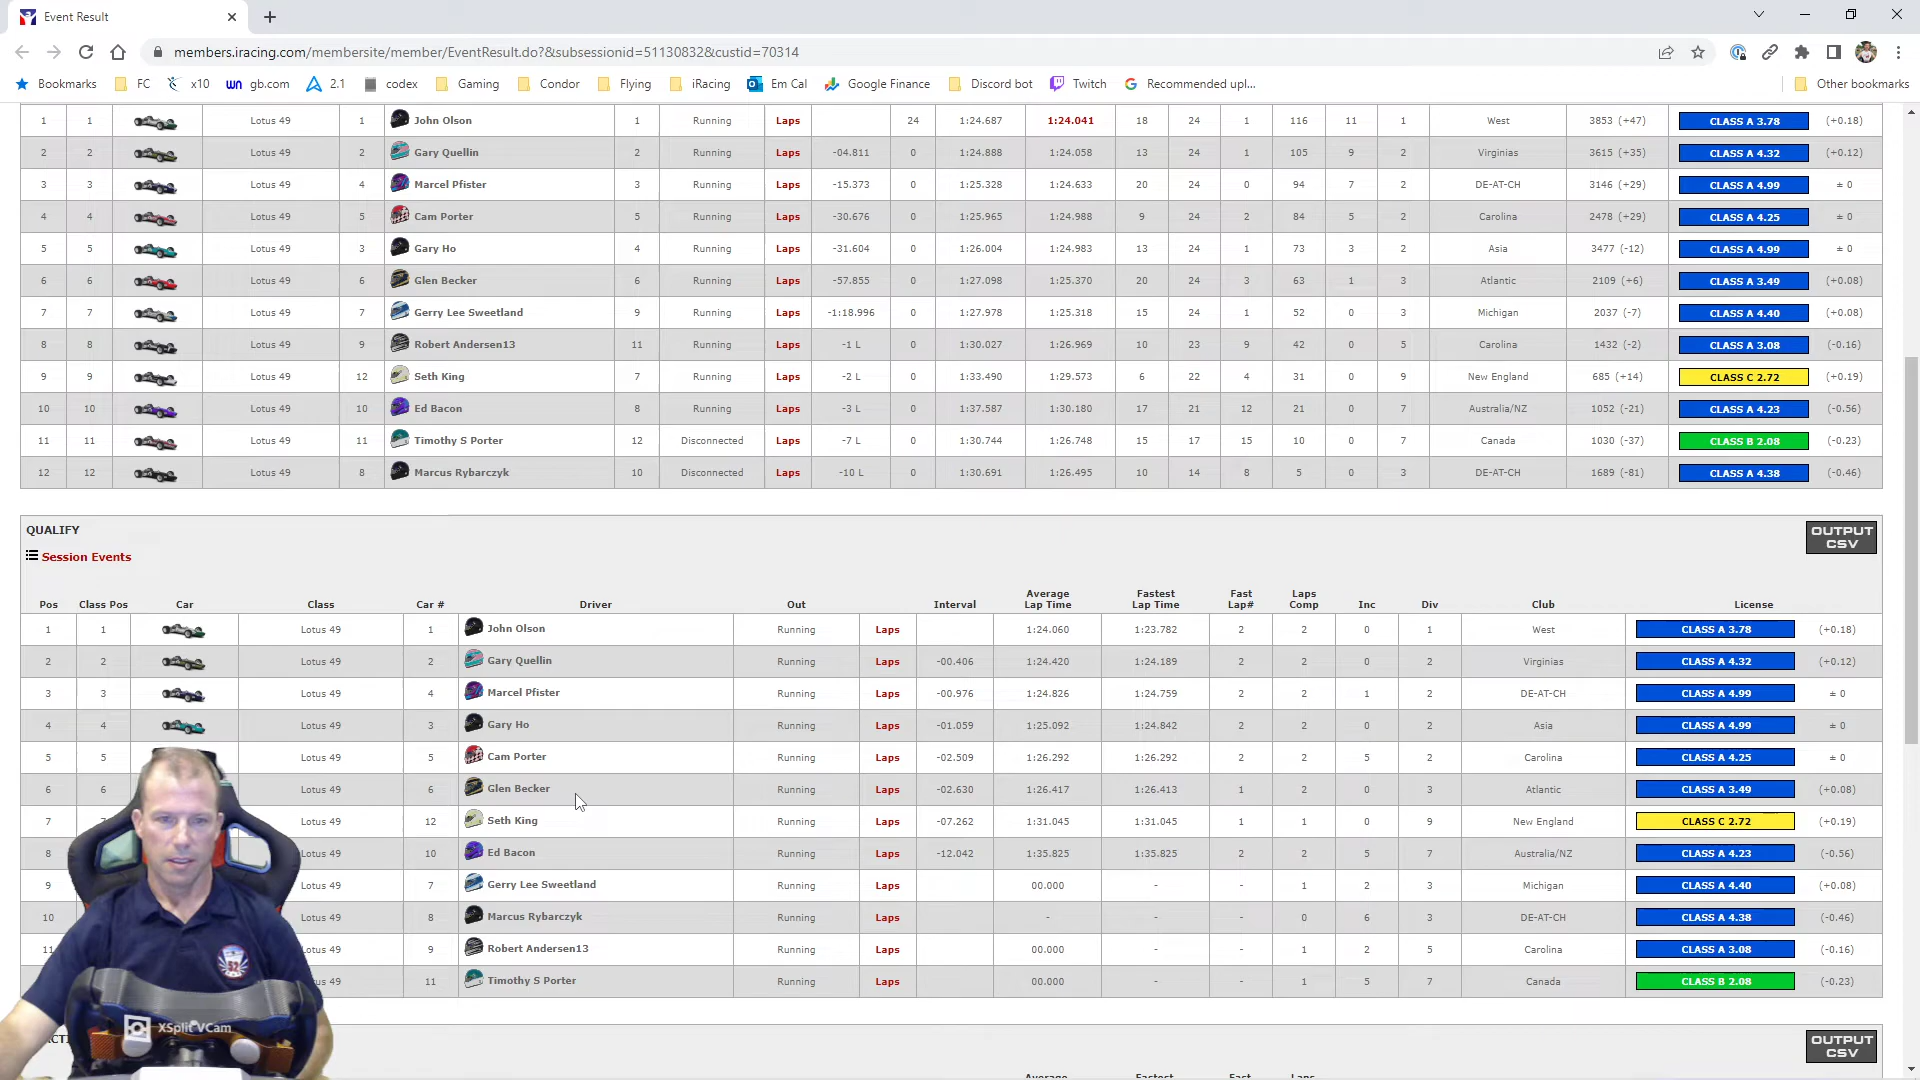 Event Result
members.iracing.com/membersite/member/EventResult.do?&subsessionid=51130832&custid=70314
Bookmarks FC x10 gb.com 2.1 codex Gaming Condor Flying iRacing Em Cal Google Finance Discord bot Twitch Recommended upl... Other bookmarks
1 1 Lotus 49 1 John Olson 1 Running Laps 24 1:24.687 1:24.041 18 24 1 116 11 1 West 3853 (+47) CLASS A 3.78 (+0.18)
2 2 Lotus 49 2 Gary Quellin 2 Running Laps -04.811 0 1:24.888 1:24.058 13 24 1 105 9 2 Virginias 3615 (+35) CLASS A 4.32 (+0.12)
3 3 Lotus 49 4 Marcel Pfister 3 Running Laps -15.373 0 1:25.328 1:24.633 20 24 0 94 7 2 DE-AT-CH 3146 (+29) CLASS A 4.99 ± 0
4 4 Lotus 49 5 Cam Porter 5 Running Laps -30.676 0 1:25.965 1:24.988 9 24 2 84 5 2 Carolina 2478 (+29) CLASS A 4.25 ± 0
5 5 Lotus 49 3 Gary Ho 4 Running Laps -31.604 0 1:26.004 1:24.983 13 24 1 73 3 2 Asia 3477 (-12) CLASS A 4.99 ± 0
6 6 Lotus 49 6 Glen Becker 6 Running Laps -57.855 0 1:27.098 1:25.370 20 24 3 63 1 3 Atlantic 2109 (+6) CLASS A 3.49 (+0.08)
7 7 Lotus 49 7 Gerry Lee Sweetland 9 Running Laps -1:18.996 0 1:27.978 1:25.318 15 24 1 52 0 3 Michigan 2037 (-7) CLASS A 4.40 (+0.08)
8 8 Lotus 49 9 Robert Andersen13 11 Running Laps -1 L 0 1:30.027 1:26.969 10 23 9 42 0 5 Carolina 1432 (-2) CLASS A 3.08 (-0.16)
9 9 Lotus 49 12 Seth King 7 Running Laps -2 L 0 1:33.490 1:29.573 6 22 4 31 0 9 New England 685 (+14) CLASS C 2.72 (+0.19)
10 10 Lotus 49 10 Ed Bacon 8 Running Laps -3 L 0 1:37.587 1:30.180 17 21 12 21 0 7 Australia/NZ 1052 (-21) CLASS A 4.23 (-0.56)
11 11 Lotus 49 11 Timothy S Porter 12 Disconnected Laps -7 L 0 1:30.744 1:26.748 15 17 15 10 0 7 Canada 1030 (-37) CLASS B 2.08 (-0.23)
12 12 Lotus 49 8 Marcus Rybarczyk 10 Disconnected Laps -10 L 0 1:30.691 1:26.495 10 14 8 5 0 3 DE-AT-CH 1689 (-81) CLASS A 4.38 (-0.46)
QUALIFY
OUTPUT CSV
Session Events
Pos Class Pos Car Class Car # Driver Out Interval Average Lap Time Fastest Lap Time Fast Lap# Laps Comp Inc Div Club License
1 1 Lotus 49 1 John Olson Running Laps 1:24.060 1:23.782 2 2 0 1 West CLASS A 3.78 (+0.18)
2 2 Lotus 49 2 Gary Quellin Running Laps -00.406 1:24.420 1:24.189 2 2 0 2 Virginias CLASS A 4.32 (+0.12)
3 3 Lotus 49 4 Marcel Pfister Running Laps -00.976 1:24.826 1:24.759 2 2 1 2 DE-AT-CH CLASS A 4.99 ± 0
4 4 Lotus 49 3 Gary Ho Running Laps -01.059 1:25.092 1:24.842 2 2 0 2 Asia CLASS A 4.99 ± 0
5 5 Lotus 49 5 Cam Porter Running Laps -02.509 1:26.292 1:26.292 2 2 5 2 Carolina CLASS A 4.25 ± 0
6 6 Lotus 49 6 Glen Becker Running Laps -02.630 1:26.417 1:26.413 1 2 0 3 Atlantic CLASS A 3.49 (+0.08)
7 Lotus 49 12 Seth King Running Laps -07.262 1:31.045 1:31.045 1 1 0 9 New England CLASS C 2.72 (+0.19)
8 Lotus 49 10 Ed Bacon Running Laps -12.042 1:35.825 1:35.825 2 2 5 7 Australia/NZ CLASS A 4.23 (-0.56)
9 Lotus 49 7 Gerry Lee Sweetland Running Laps 00.000 - - 1 2 3 Michigan CLASS A 4.40 (+0.08)
10 Lotus 49 8 Marcus Rybarczyk Running Laps - - - 0 6 3 DE-AT-CH CLASS A 4.38 (-0.46)
11 Lotus 49 9 Robert Andersen13 Running Laps 00.000 - - 1 2 5 Carolina CLASS A 3.08 (-0.16)
49 11 Timothy S Porter Running Laps 00.000 - - 1 5 7 Canada CLASS B 2.08 (-0.23)
XSplit VCam
OUTPUT CSV
Average Fastest Fast Laps